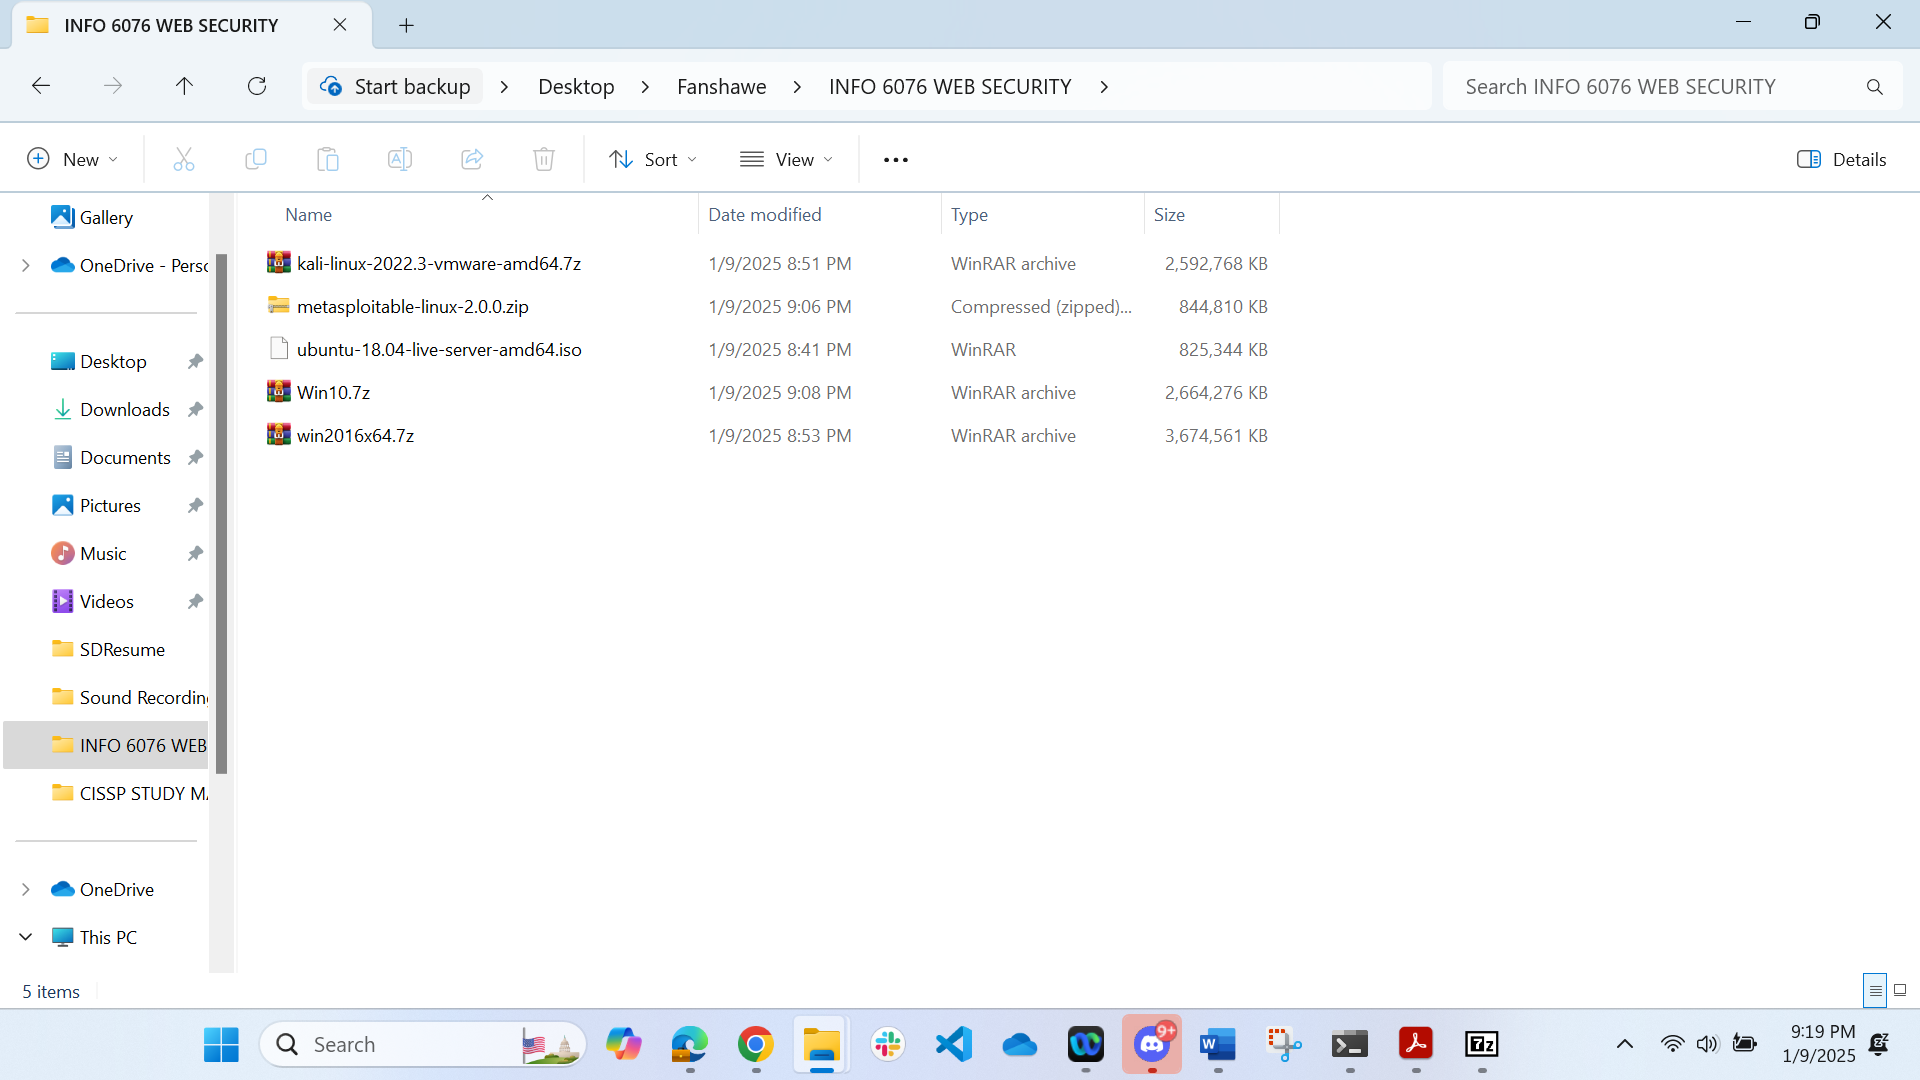 INFO 6076 WEB SECURITY
Start backup
Desktop
Fanshawe
INFO 6076 WEB SECURITY
Search INFO 6076 WEB SECURITY
New
Sort
View
Details
Gallery
OneDrive - Perso
Desktop
Downloads
Documents
Pictures
Music
Videos
SDResume
Sound Recording
INFO 6076 WEB
CISSP STUDY MA
OneDrive
This PC
Name Date modified Type Size
kali-linux-2022.3-vmware-amd64.7z 1/9/2025 8:51 PM WinRAR archive 2,592,768 KB
metasploitable-linux-2.0.0.zip 1/9/2025 9:06 PM Compressed (zipped)... 844,810 KB
ubuntu-18.04-live-server-amd64.iso 1/9/2025 8:41 PM WinRAR 825,344 KB
Win10.7z 1/9/2025 9:08 PM WinRAR archive 2,664,276 KB
win2016x64.7z 1/9/2025 8:53 PM WinRAR archive 3,674,561 KB
5 items
Search
9+
W
7z
9:19 PM
1/9/2025